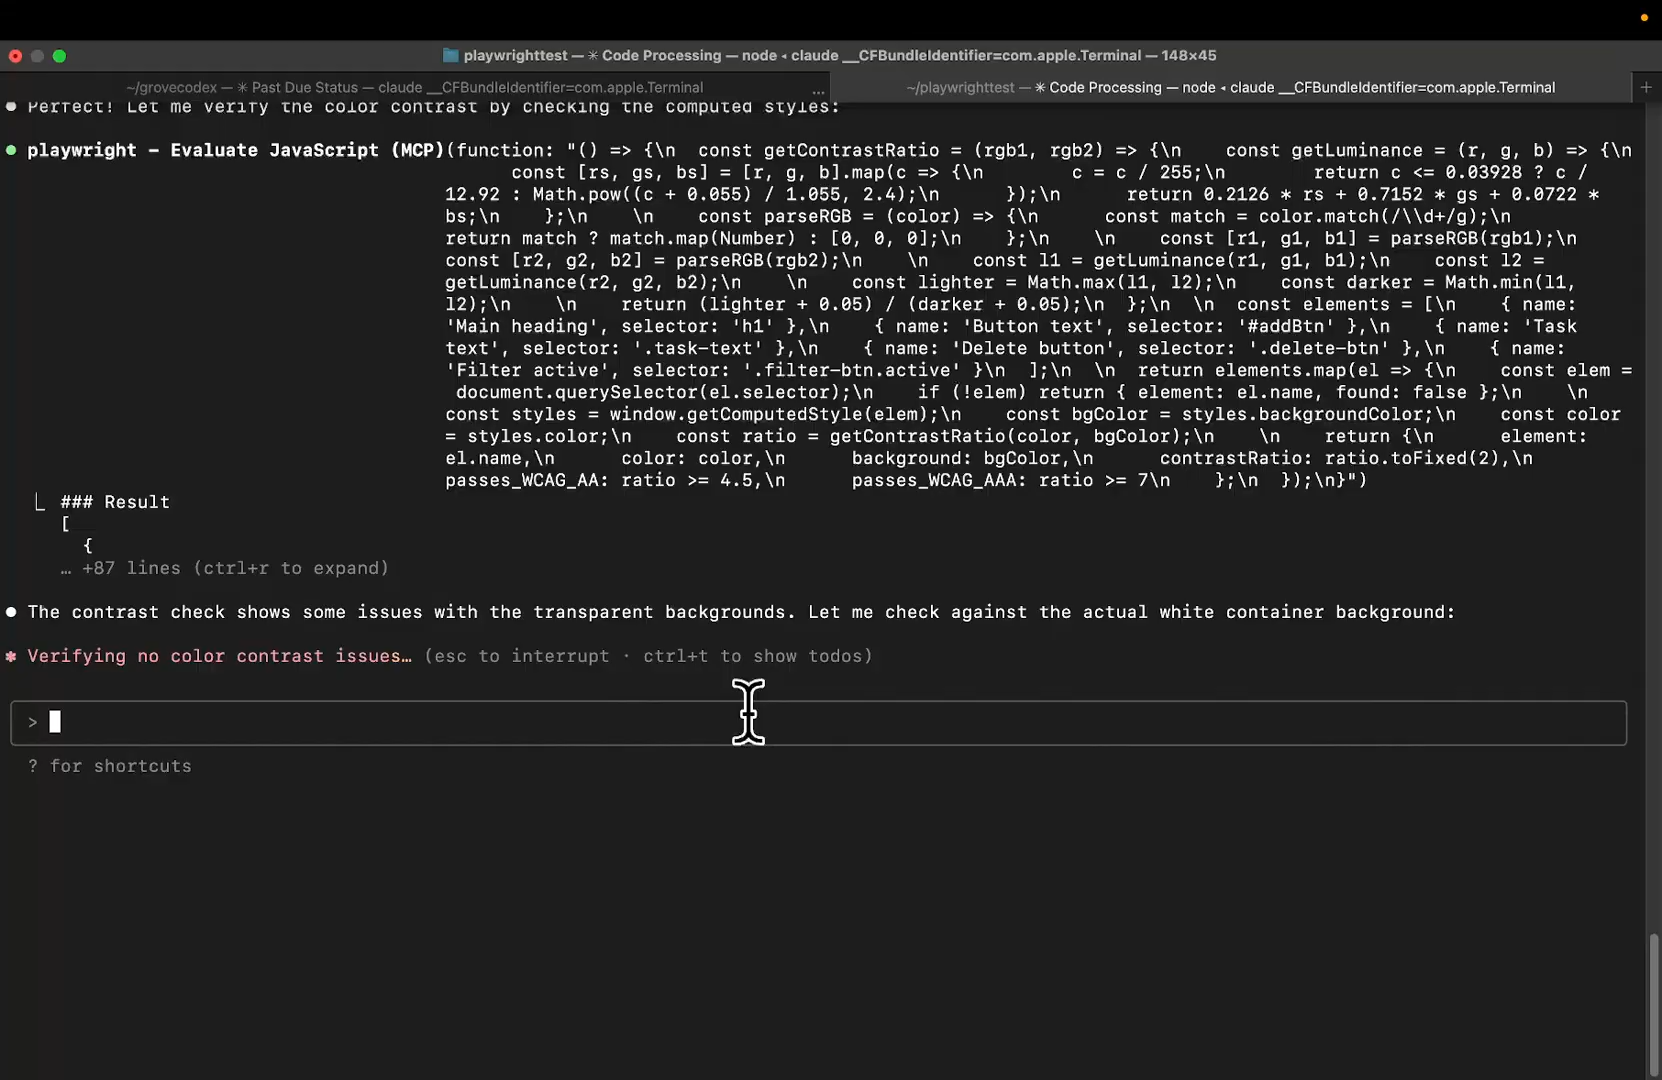 playwrighttest — ✳ Code Processing — node ◂ claude __CFBundleIdentifier=com.apple.Terminal — 148×45
~/grovecodex — ✳ Past Due Status — claude __CFBundleIdentifier=com.apple.Terminal ...
~/playwrighttest — ✳ Code Processing — node ◂ claude __CFBundleIdentifier=com.apple.Terminal +
● Perfect! Let me verify the color contrast by checking the computed styles:
● playwright – Evaluate JavaScript (MCP)(function: "() => {\n  const getContrastRatio = (rgb1, rgb2) => {\n    const getLuminance = (r, g, b) => {\n
const [rs, gs, bs] = [r, g, b].map(c => {\n        c = c / 255;\n        return c <= 0.03928 ? c /
12.92 : Math.pow((c + 0.055) / 1.055, 2.4);\n      });\n      return 0.2126 * rs + 0.7152 * gs + 0.0722 *
bs;\n    };\n    \n    const parseRGB = (color) => {\n      const match = color.match(/\\d+/g);\n
return match ? match.map(Number) : [0, 0, 0];\n    };\n    \n    const [r1, g1, b1] = parseRGB(rgb1);\n
const [r2, g2, b2] = parseRGB(rgb2);\n    \n    const l1 = getLuminance(r1, g1, b1);\n    const l2 =
getLuminance(r2, g2, b2);\n    \n    const lighter = Math.max(l1, l2);\n    const darker = Math.min(l1,
l2);\n    \n    return (lighter + 0.05) / (darker + 0.05);\n  };\n  \n  const elements = [\n    { name:
'Main heading', selector: 'h1' },\n    { name: 'Button text', selector: '#addBtn' },\n    { name: 'Task
text', selector: '.task-text' },\n    { name: 'Delete button', selector: '.delete-btn' },\n    { name:
'Filter active', selector: '.filter-btn.active' }\n  ];\n  \n  return elements.map(el => {\n    const elem =
document.querySelector(el.selector);\n    if (!elem) return { element: el.name, found: false };\n    \n
const styles = window.getComputedStyle(elem);\n    const bgColor = styles.backgroundColor;\n    const color
= styles.color;\n    const ratio = getContrastRatio(color, bgColor);\n    \n    return {\n      element:
el.name,\n      color: color,\n      background: bgColor,\n      contrastRatio: ratio.toFixed(2),\n
passes_WCAG_AA: ratio >= 4.5,\n      passes_WCAG_AAA: ratio >= 7\n    };\n  });\n}")
⎿ ### Result
[
{
… +87 lines (ctrl+r to expand)
● The contrast check shows some issues with the transparent backgrounds. Let me check against the actual white container background:
✽ Verifying no color contrast issues… (esc to interrupt · ctrl+t to show todos)
>
? for shortcuts